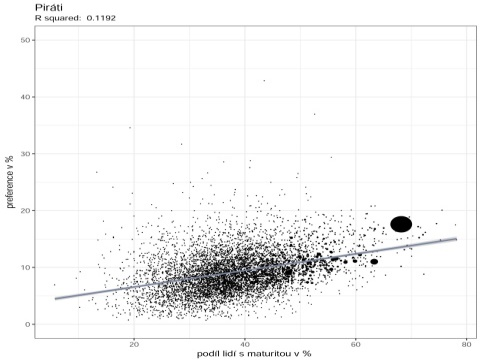 Piráti
R squared: 0.1192
preference v %
50
40
30
20
10
0
20
40
60
80
podíl lidí s maturitou v %